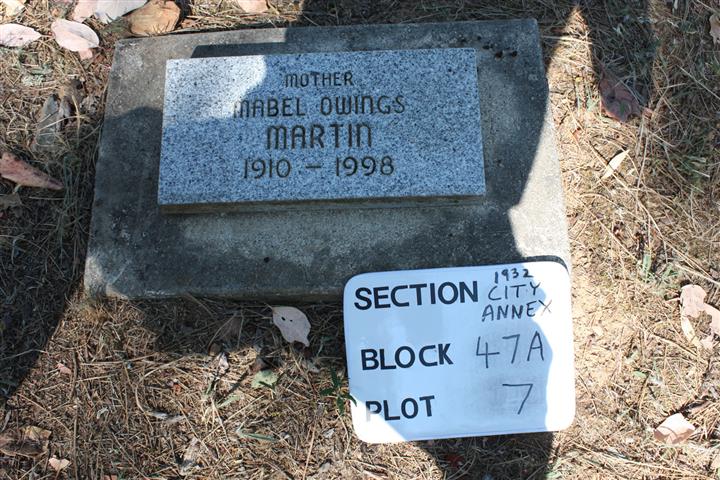 MOTHER
MABEL OWINGS
MARTIN
1910 – 1998
SECTION 1932 CITY ANNEX
BLOCK 47A
PLOT 7